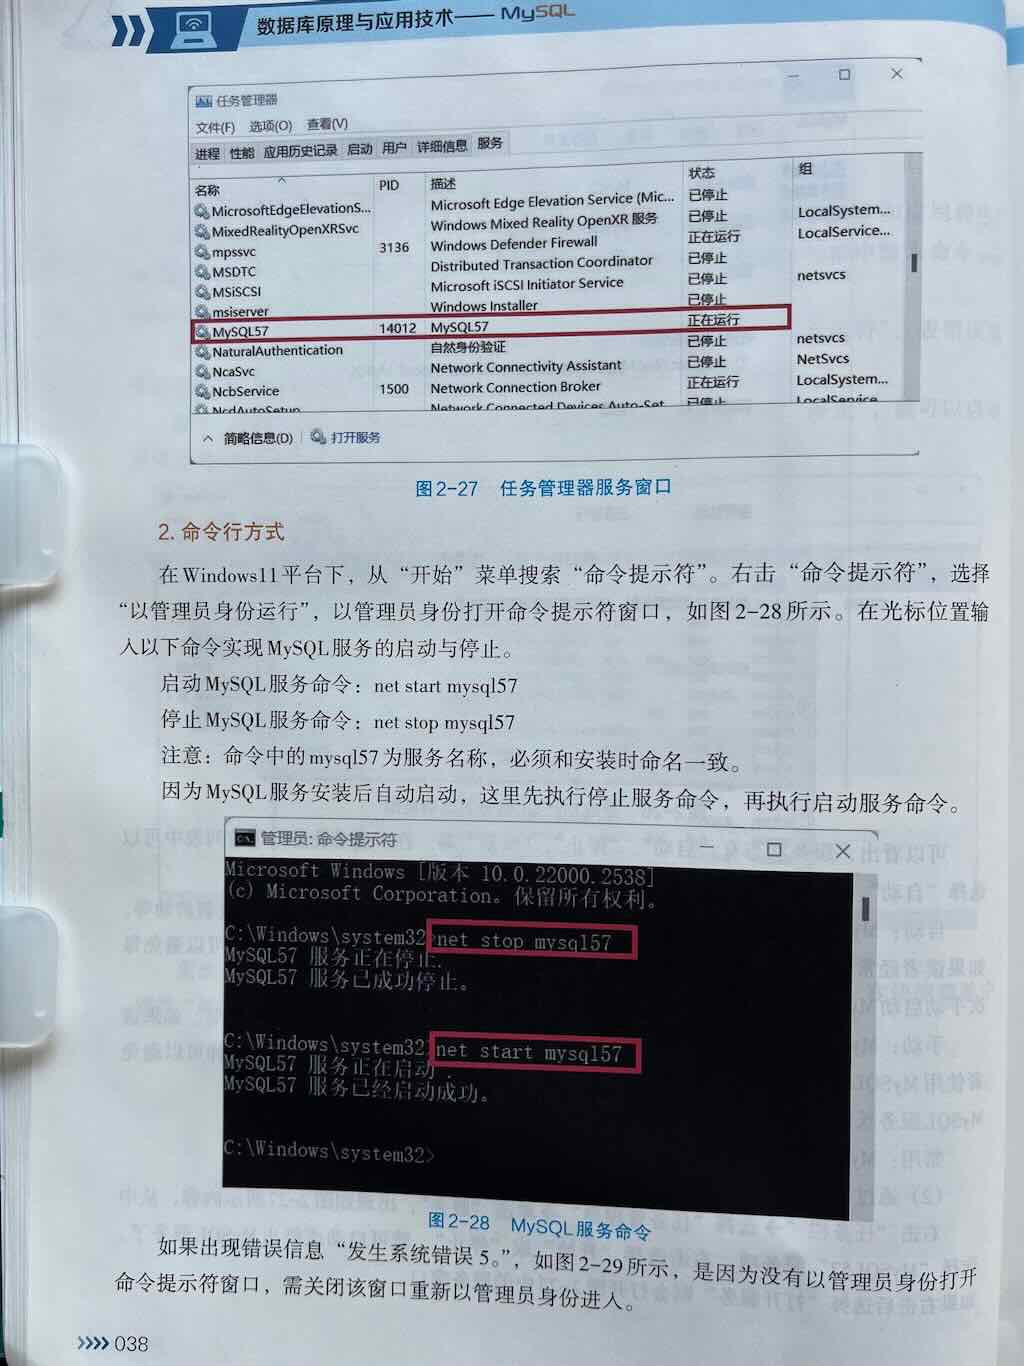 数据库原理与应用技术—— MySQL
任务管理器
文件(F) 选项(O) 查看(V)
进程 性能 应用历史记录 启动 用户 详细信息 服务
名称 PID 描述 状态 组
MicrosoftEdgeElevationS... Microsoft Edge Elevation Service (Mic... 已停止
MixedRealityOpenXRSvc Windows Mixed Reality OpenXR 服务 已停止 LocalSystem...
mpssvc 3136 Windows Defender Firewall 正在运行 LocalService...
MSDTC Distributed Transaction Coordinator 已停止
MSiSCSI Microsoft iSCSI Initiator Service 已停止 netsvcs
msiserver Windows Installer 已停止
MySQL57 14012 MySQL57 正在运行
NaturalAuthentication 自然身份验证 已停止 netsvcs
NcaSvc Network Connectivity Assistant 已停止 NetSvcs
NcbService 1500 Network Connection Broker 正在运行 LocalSystem...
NcdAutoSetup Network Connected Devices Auto-Set... 已停止 LocalService
简略信息(D) 打开服务
图2-27 任务管理器服务窗口
2. 命令行方式
在Windows11平台下，从“开始”菜单搜索“命令提示符”。右击“命令提示符”，选择
“以管理员身份运行”，以管理员身份打开命令提示符窗口，如图2-28所示。在光标位置输
入以下命令实现MySQL服务的启动与停止。
启动MySQL服务命令：net start mysql57
停止MySQL服务命令：net stop mysql57
注意：命令中的mysql57为服务名称，必须和安装时命名一致。
因为MySQL服务安装后自动启动，这里先执行停止服务命令，再执行启动服务命令。
管理员: 命令提示符
Microsoft Windows [版本 10.0.22000.2538]
(c) Microsoft Corporation。保留所有权利。
C:\Windows\system32>net stop mysql57
MySQL57 服务正在停止.
MySQL57 服务已成功停止。
C:\Windows\system32>net start mysql57
MySQL57 服务正在启动 .
MySQL57 服务已经启动成功。
C:\Windows\system32>
图2-28 MySQL服务命令
如果出现错误信息“发生系统错误 5。”，如图2-29所示，是因为没有以管理员身份打开
命令提示符窗口，需关闭该窗口重新以管理员身份进入。
038